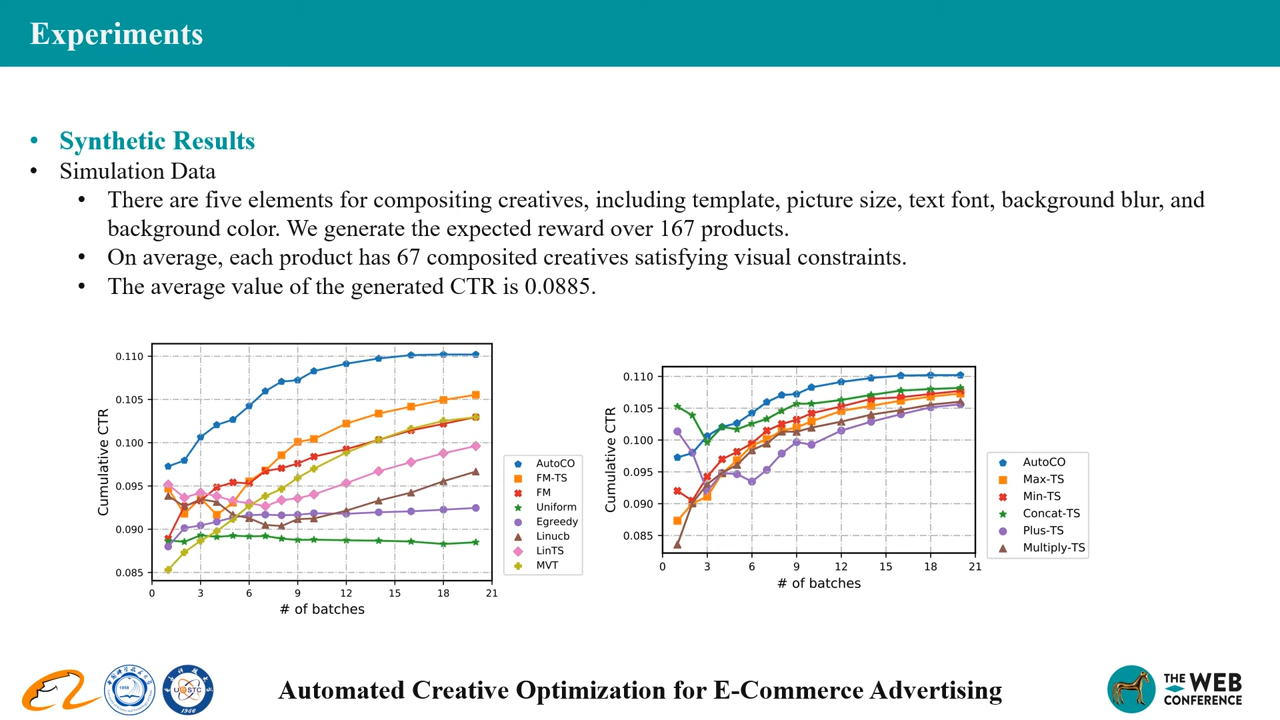 Experiments
• Synthetic Results
• Simulation Data
• There are five elements for compositing creatives, including template, picture size, text font, background blur, and
background color. We generate the expected reward over 167 products.
• On average, each product has 67 composited creatives satisfying visual constraints.
• The average value of the generated CTR is 0.0885.
0.110
0.105
0.100
0.095
0.090
0.085
Cumulative CTR
0 3 6 9 12 15 18 21
# of batches
AutoCO
FM-TS
FM
Uniform
Egreedy
Linucb
LinTS
MVT
0.110
0.105
0.100
0.095
0.090
0.085
Cumulative CTR
0 3 6 9 12 15 18 21
# of batches
AutoCO
Max-TS
Min-TS
Concat-TS
Plus-TS
Multiply-TS
1958
UESTC
1956
Automated Creative Optimization for E-Commerce Advertising
THE WEB
CONFERENCE